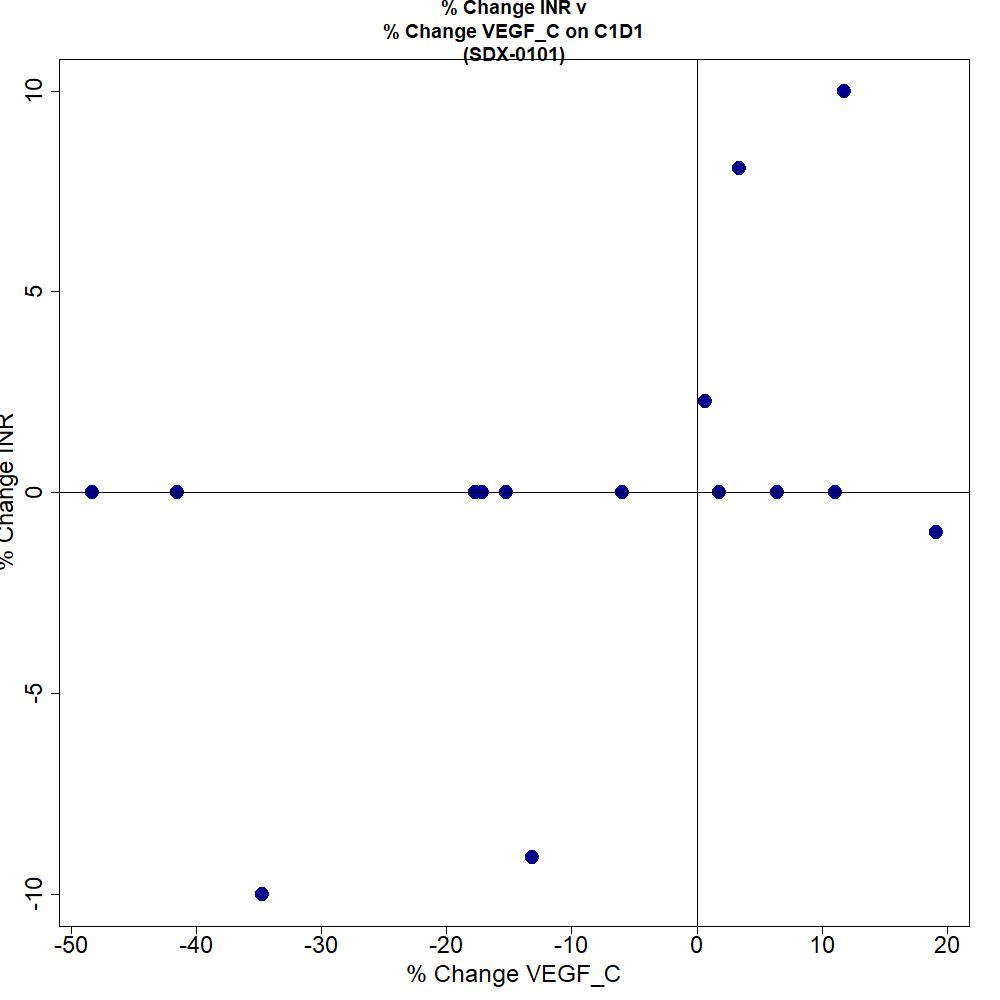 % Change INR v
% Change VEGF_C on C1D1
(SDX-0101)
10
5
0
-5
-10
% Change INR
-50 -40 -30 -20 -10 0 10 20
% Change VEGF_C